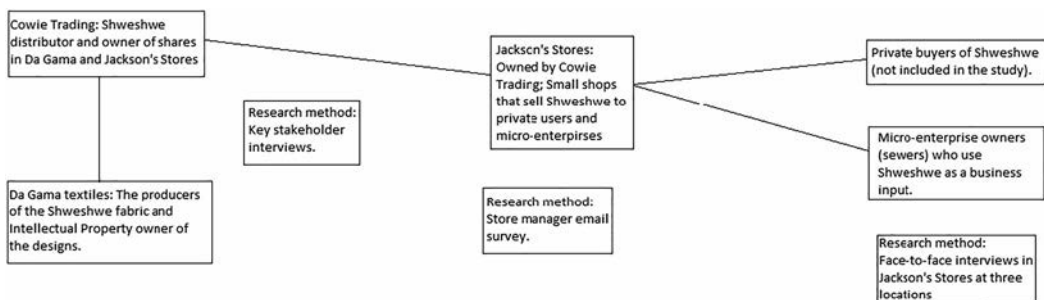 Cowie Trading: Shweshwe
distributor and owner of shares
in Da Gama and Jackson's Stores
Research method:
Key stakeholder
interviews.
Da Gama textiles: The producers
of the Shweshwe fabric and
Intellectual Property owner of
the designs.
Jackscn's Stores:
Owned by Cowie
Trading; Small shops
that sell Shweshwe to
private users and
micro-enterpirses
Research method:
Store manager email
survey.
Private buyers of Shweshwe
(not included in the study).
Micro-enterprise owners
(sewers) who use
Shweshwe as a business
input.
Research method:
Face-to-face interviews in
Jackson's Stores at three
locations